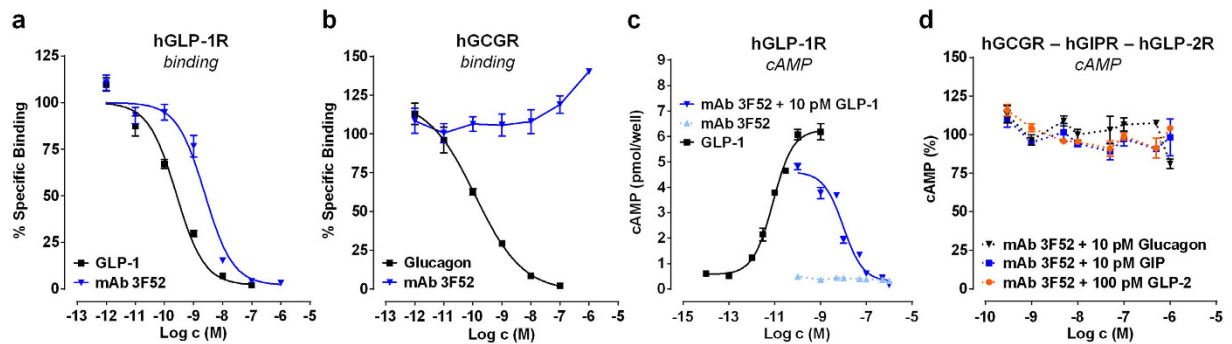 a
hGLP-1R
binding
% Specific Binding
125
100
75
50
25
0
GLP-1
mAb 3F52
-12 -11 -10 -9 -8 -7 -6 -5
Log c (M)
b
hGCGR
binding
% Specific Binding
150
125
100
75
50
25
0
Glucagon
mAb 3F52
-13 -12 -11 -10 -9 -8 -7 -6 -5
Log c (M)
c
hGLP-1R
cAMP
cAMP (pmol/well)
9
8
7
6
5
4
3
2
1
0
mAb 3F52 + 10 pM GLP-1
mAb 3F52
GLP-1
-14 -13 -11 -9 -7 -5
Log c (M)
d
hGCGR – hGIPR – hGLP-2R
cAMP
cAMP (%)
150
125
100
75
50
25
0
mAb 3F52 + 10 pM Glucagon
mAb 3F52 + 10 pM GIP
mAb 3F52 + 100 pM GLP-2
-10 -9 -8 -7 -6 -5
Log c (M)